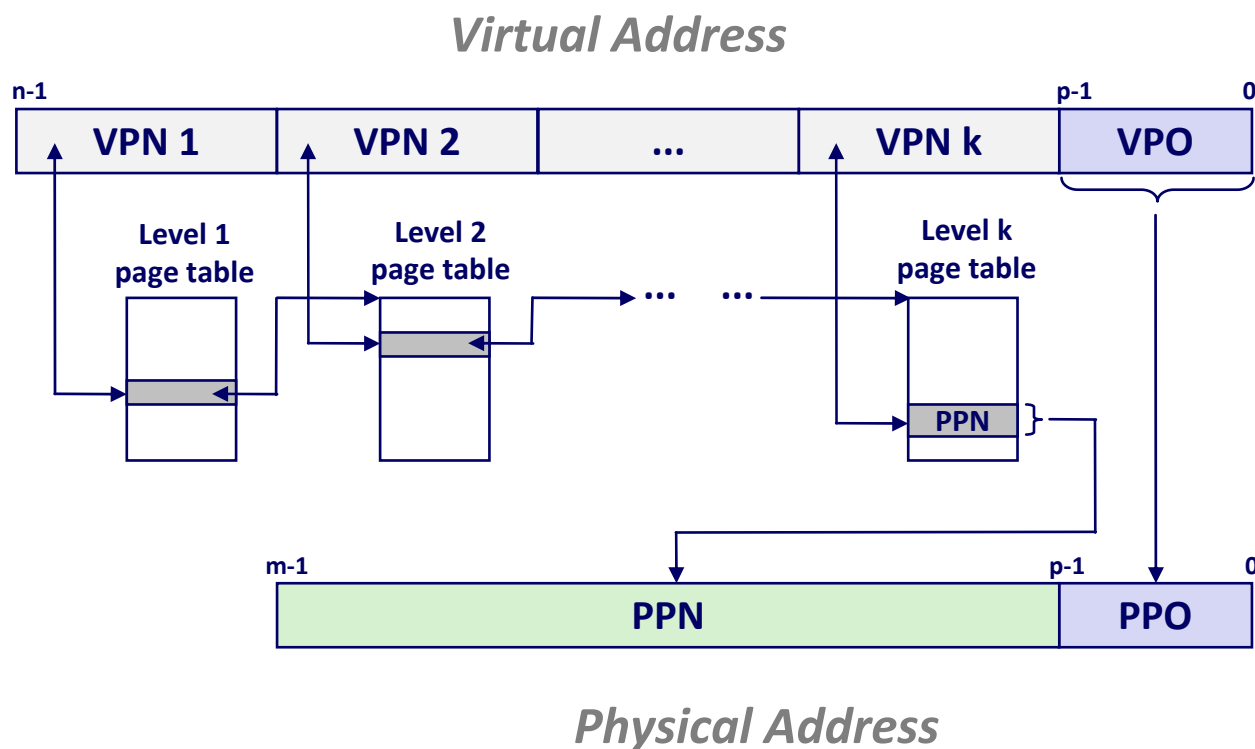 Virtual Address
n-1 p-1 0
VPN 1 VPN 2 ... VPN k VPO
Level 1
page table
Level 2
page table
Level k
page table
... ...
PPN
m-1 p-1 0
PPN PPO
Physical Address